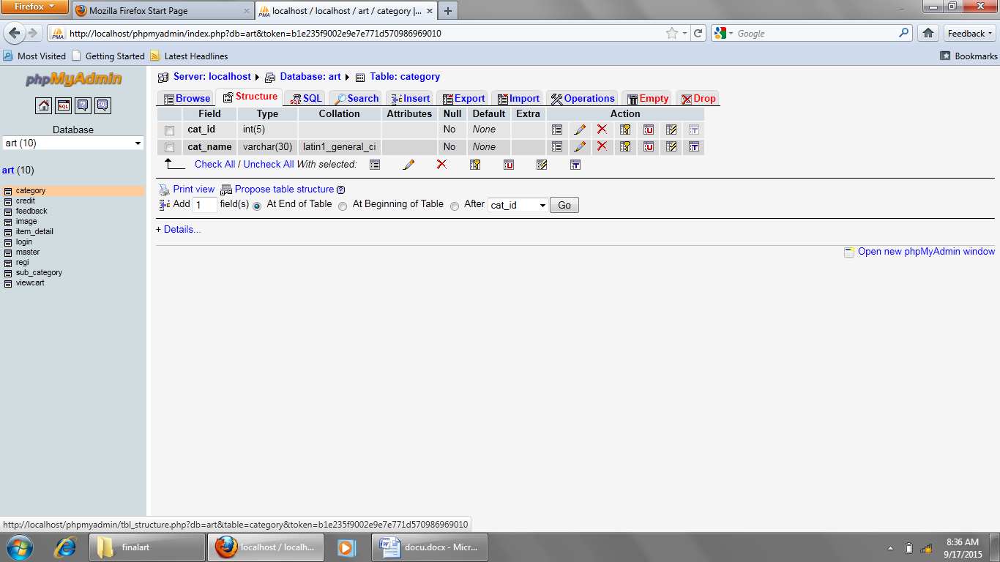 Firefox
Mozilla Firefox Start Page
localhost / localhost / art / category |...
http://localhost/phpmyadmin/index.php?db=art&token=b1e235f9002e9e7e771d570986969010
Google
Feedback
Most Visited
Getting Started
Latest Headlines
Bookmarks
phpMyAdmin
SQL
Database
art (10)
art (10)
category
credit
feedback
image
item_detail
login
master
regi
sub_category
viewcart
Server: localhost
Database: art
Table: category
Browse
Structure
SQL
Search
Insert
Export
Import
Operations
Empty
Drop
Field Type Collation Attributes Null Default Extra Action
cat_id int(5) No None
cat_name varchar(30) latin1_general_ci No None
Check All / Uncheck All With selected:
Print view Propose table structure
Add 1 field(s) At End of Table At Beginning of Table After cat_id Go
+ Details...
Open new phpMyAdmin window
http://localhost/phpmyadmin/tbl_structure.php?db=art&table=category&token=b1e235f9002e9e7e771d570986969010
finalart
localhost / localh...
docu.docx - Micr...
8:36 AM
9/17/2015